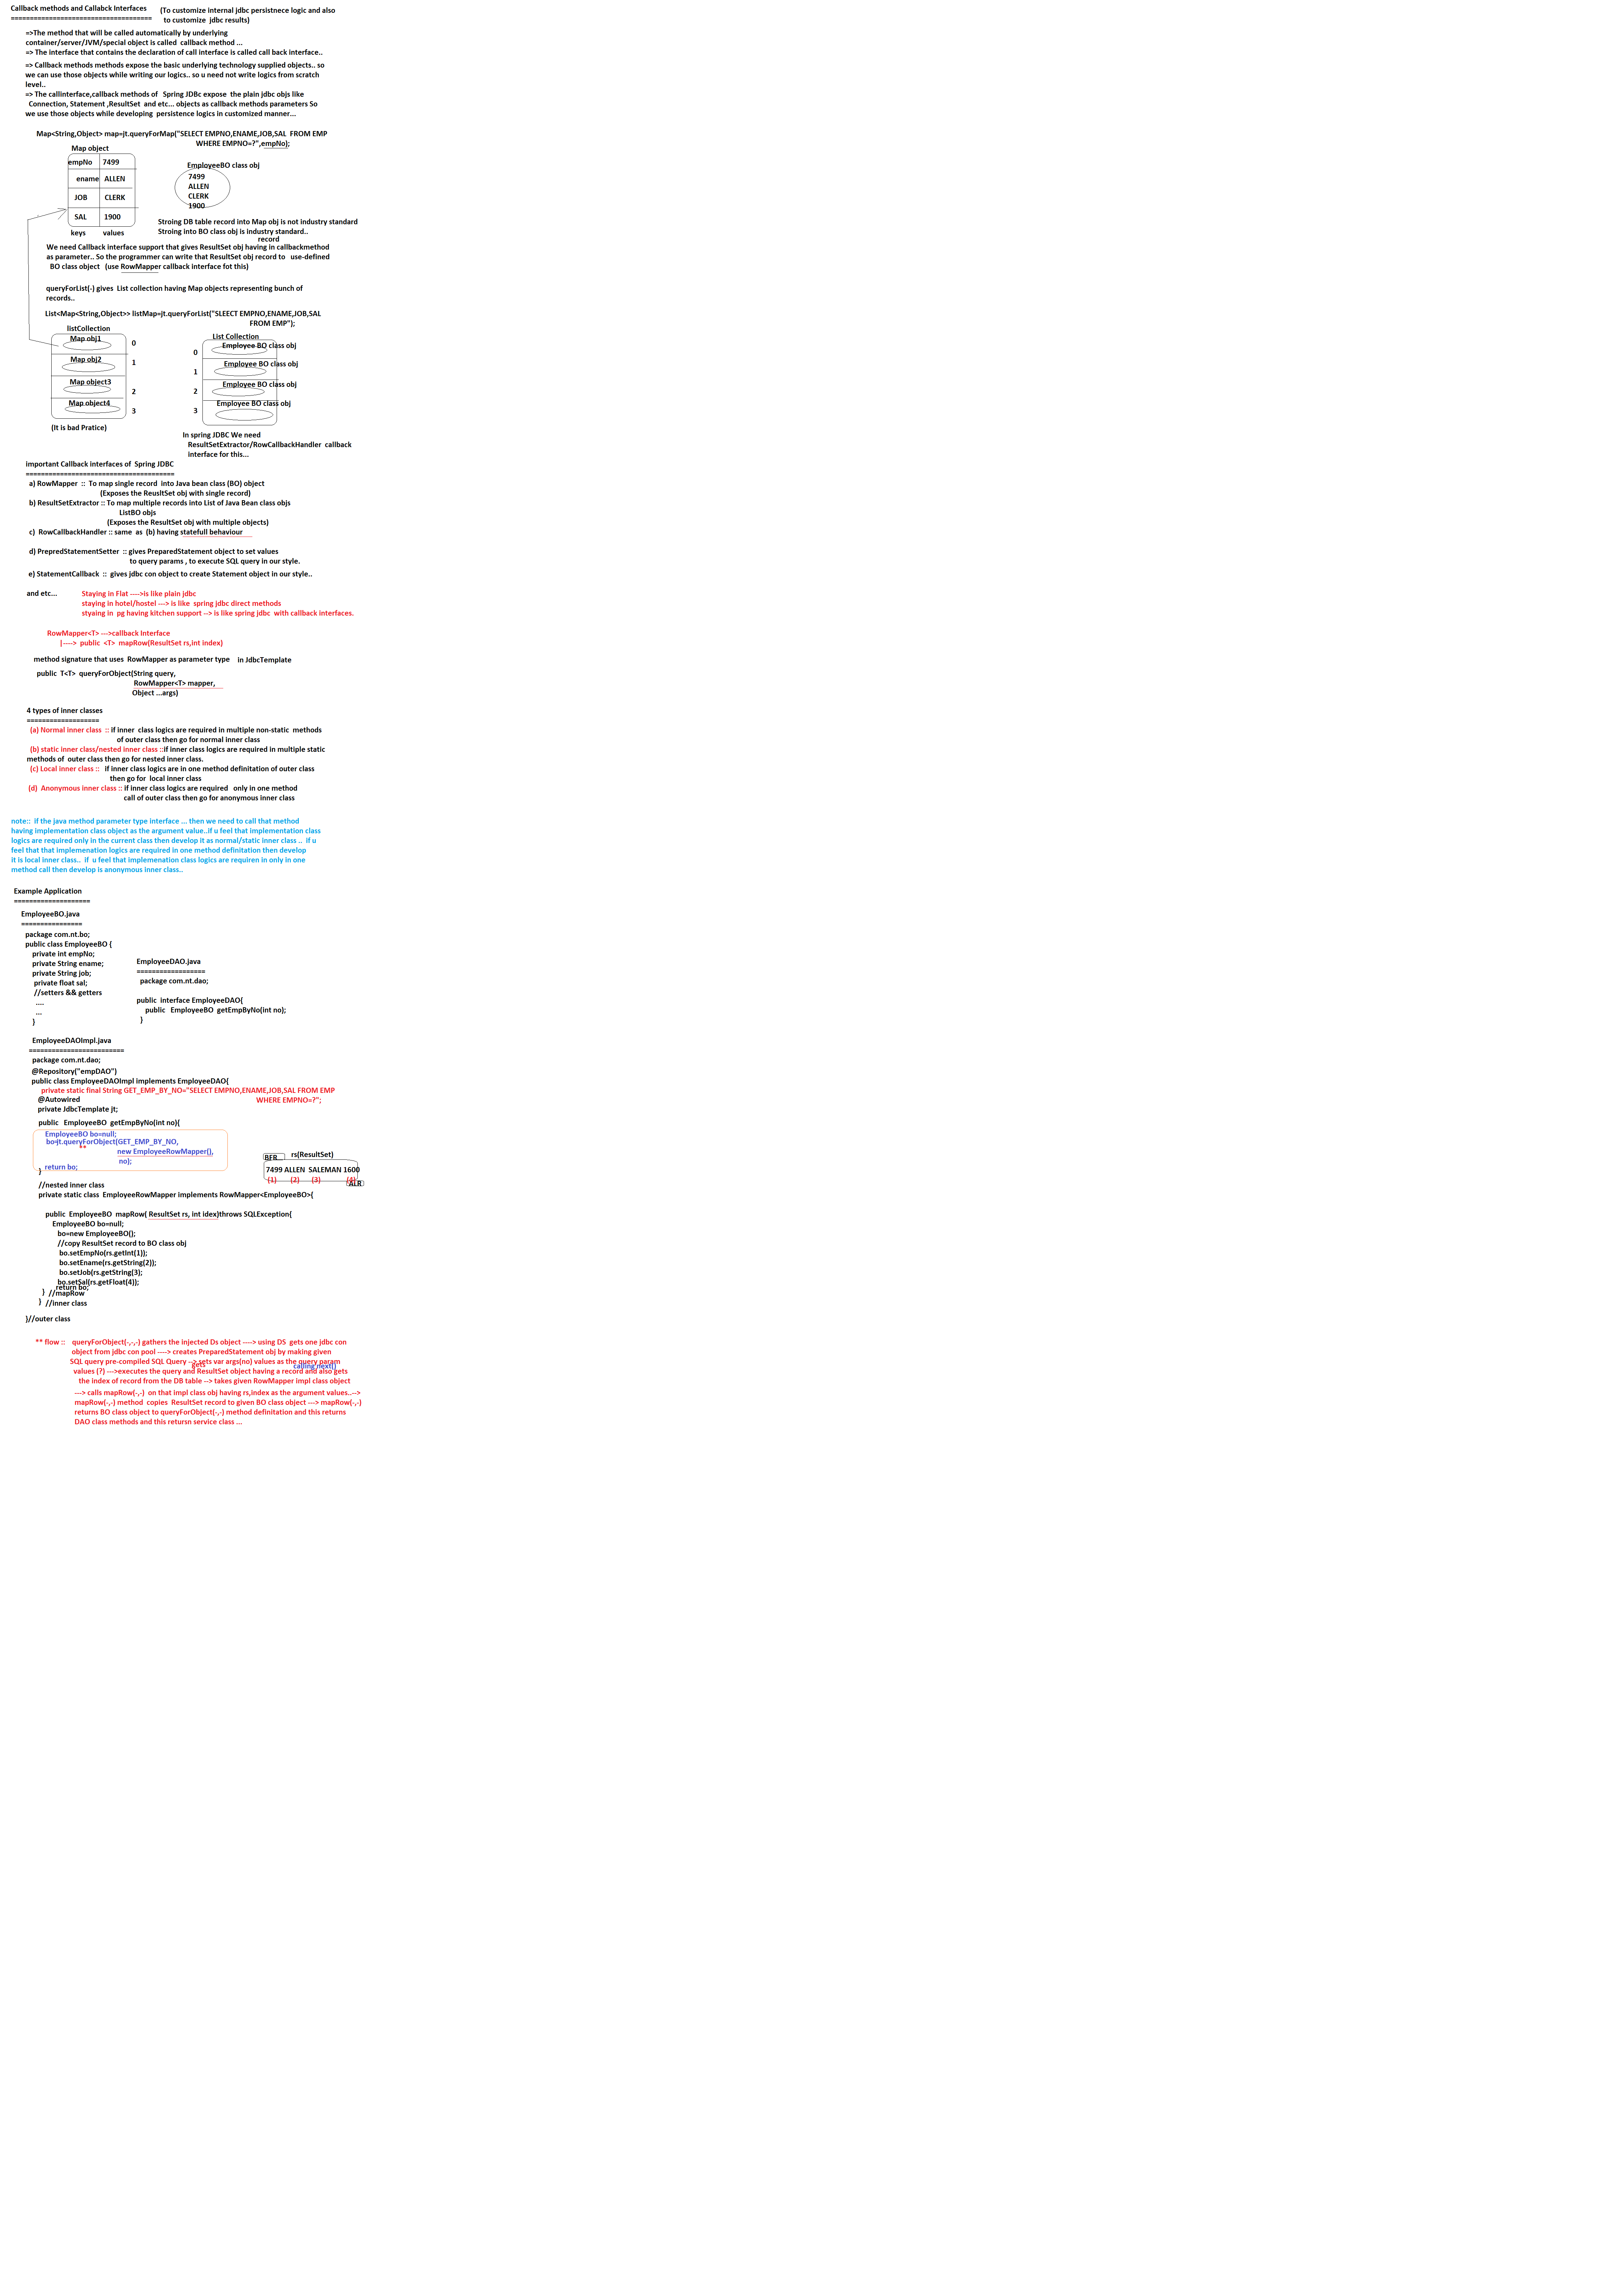 Callback methods and Callabck Interfaces
(To customize internal jdbc persistnece logic and also
to customize jdbc results)
=====================================
=>The method that will be called automatically by underlying
container/server/JVM/special object is called callback method ...
=> The interface that contains the declaration of call interface is called call back interface..
=> Callback methods methods expose the basic underlying technology supplied objects.. so
we can use those objects while writing our logics.. so u need not write logics from scratch
level..
=> The callinterface,callback methods of Spring JDBc expose the plain jdbc objs like
Connection, Statement ,ResultSet and etc... objects as callback methods parameters So
we use those objects while developing persistence logics in customized manner...
Map<String,Object> map=jt.queryForMap("SELECT EMPNO,ENAME,JOB,SAL FROM EMP
WHERE EMPNO=?",empNo);
Map object
empNo 7499
ename ALLEN
JOB CLERK
SAL 1900
keys values
EmployeeBO class obj
7499
ALLEN
CLERK
1900
Stroing DB table record into Map obj is not industry standard
Stroing into BO class obj is industry standard..
record
We need Callback interface support that gives ResultSet obj having in callbackmethod
as parameter.. So the programmer can write that ResultSet obj record to use-defined
BO class object (use RowMapper callback interface fot this)
queryForList(-) gives List collection having Map objects representing bunch of
records..
List<Map<String,Object>> listMap=jt.queryForList("SLEECT EMPNO,ENAME,JOB,SAL
FROM EMP");
listCollection
Map obj1 0
Map obj2 1
Map object3 2
Map object4 3
(It is bad Pratice)
List Collection
0 Employee BO class obj
1 Employee BO class obj
2 Employee BO class obj
3 Employee BO class obj
In spring JDBC We need
ResultSetExtractor/RowCallbackHandler callback
interface for this...
important Callback interfaces of Spring JDBC
=======================================
a) RowMapper :: To map single record into Java bean class (BO) object
(Exposes the ReusltSet obj with single record)
b) ResultSetExtractor :: To map multiple records into List of Java Bean class objs
ListBO objs
(Exposes the ResultSet obj with multiple objects)
c) RowCallbackHandler :: same as (b) having statefull behaviour
d) PrepredStatementSetter :: gives PreparedStatement object to set values
to query params , to execute SQL query in our style.
e) StatementCallback :: gives jdbc con object to create Statement object in our style..
and etc...
Staying in Flat ---->is like plain jdbc
staying in hotel/hostel ---> is like spring jdbc direct methods
styaing in pg having kitchen support --> is like spring jdbc with callback interfaces.
RowMapper<T> --->callback Interface
|----> public <T> mapRow(ResultSet rs,int index)
method signature that uses RowMapper as parameter type in JdbcTemplate
public T<T> queryForObject(String query,
RowMapper<T> mapper,
Object ...args)
4 types of inner classes
===================
(a) Normal inner class :: if inner class logics are required in multiple non-static methods
of outer class then go for normal inner class
(b) static inner class/nested inner class ::if inner class logics are required in multiple static
methods of outer class then go for nested inner class.
(c) Local inner class :: if inner class logics are in one method definitation of outer class
then go for local inner class
(d) Anonymous inner class :: if inner class logics are required only in one method
call of outer class then go for anonymous inner class
note:: if the java method parameter type interface ... then we need to call that method
having implementation class object as the argument value..if u feel that implementation class
logics are required only in the current class then develop it as normal/static inner class .. if u
feel that that implemenation logics are required in one method definitation then develop
it is local inner class.. if u feel that implemenation class logics are requiren in only in one
method call then develop is anonymous inner class..
Example Application
====================
EmployeeBO.java
================
package com.nt.bo;
public class EmployeeBO {
private int empNo;
private String ename;
private String job;
private float sal;
//setters && getters
....
...
}
EmployeeDAO.java
==================
package com.nt.dao;
public interface EmployeeDAO{
public EmployeeBO getEmpByNo(int no);
}
EmployeeDAOImpl.java
=========================
package com.nt.dao;
@Repository("empDAO")
public class EmployeeDAOImpl implements EmployeeDAO{
private static final String GET_EMP_BY_NO="SELECT EMPNO,ENAME,JOB,SAL FROM EMP
WHERE EMPNO=?";
@Autowired
private JdbcTemplate jt;
public EmployeeBO getEmpByNo(int no){
EmployeeBO bo=null;
bo=jt.queryForObject(GET_EMP_BY_NO,
**
new EmployeeRowMapper(),
no);
return bo;
}
rs(ResultSet)
BFR
7499 ALLEN SALEMAN 1600
(1) (2) (3) (4)
ALR
//nested inner class
private static class EmployeeRowMapper implements RowMapper<EmployeeBO>{
public EmployeeBO mapRow( ResultSet rs, int idex)throws SQLException{
EmployeeBO bo=null;
bo=new EmployeeBO();
//copy ResultSet record to BO class obj
bo.setEmpNo(rs.getInt(1));
bo.setEname(rs.getString(2));
bo.setJob(rs.getString(3);
bo.setSal(rs.getFloat(4));
return bo;
} //mapRow
} //inner class
}//outer class
** flow :: queryForObject(-,-,-) gathers the injected Ds object ----> using DS gets one jdbc con
object from jdbc con pool ----> creates PreparedStatement obj by making given
SQL query pre-compiled SQL Query --> sets var args(no) values as the query param
gets calling next()
values (?) --->executes the query and ResultSet object having a record and also gets
the index of record from the DB table --> takes given RowMapper impl class object
---> calls mapRow(-,-) on that impl class obj having rs,index as the argument values..-->
mapRow(-,-) method copies ResultSet record to given BO class object ---> mapRow(-,-)
returns BO class object to queryForObject(-,-) method definitation and this returns
DAO class methods and this retursn service class ...